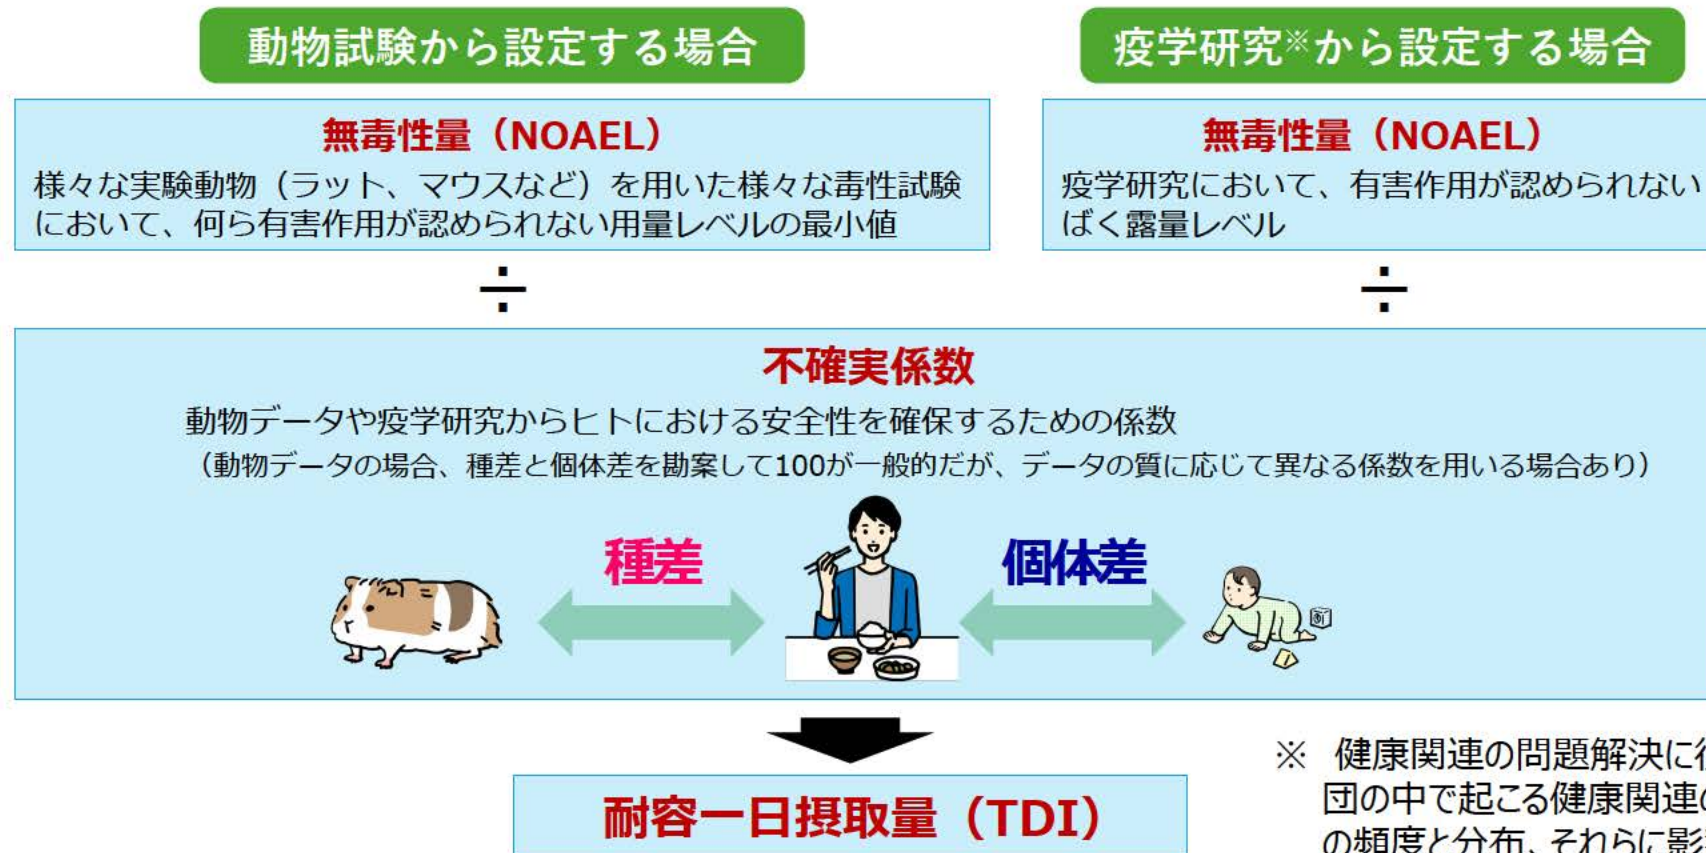 動物試験から設定する場合
疫学研究※から設定する場合
無毒性量（NOAEL）
様々な実験動物（ラット、マウスなど）を用いた様々な毒性試験
において、何ら有害作用が認められない用量レベルの最小値
無毒性量（NOAEL）
疫学研究において、有害作用が認められない
ばく露量レベル
÷
÷
不確実係数
動物データや疫学研究からヒトにおける安全性を確保するための係数
（動物データの場合、種差と個体差を勘案して100が一般的だが、データの質に応じて異なる係数を用いる場合あり）
種差
個体差
耐容一日摂取量（TDI）
※ 健康関連の問題解決に
団の中で起こる健康関連の
の頻度と分布、それらに影